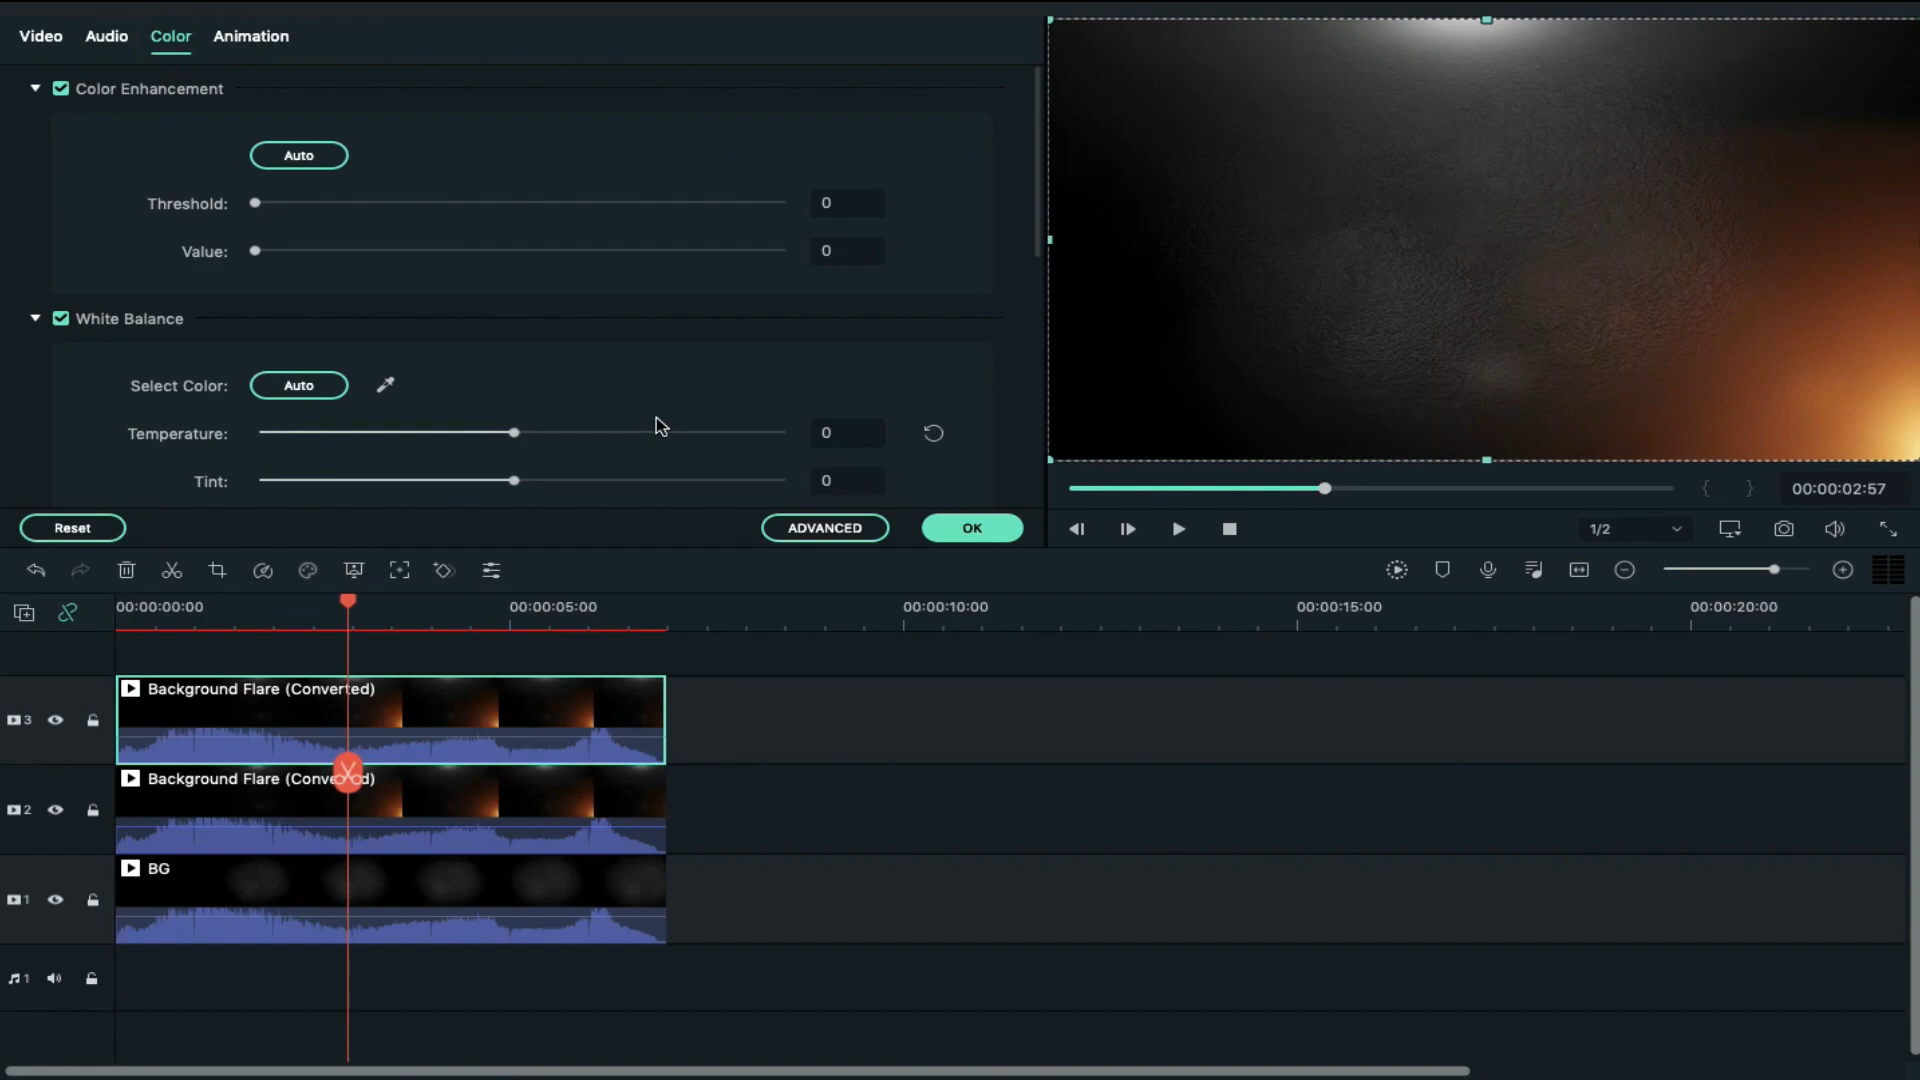 Video Audio Color Animation
Color Enhancement
Auto
Threshold: 0
Value: 0
White Balance
Select Color: Auto
Temperature: 0
Tint: 0
Reset ADVANCED OK
{ } 00:00:02:57
1/2
00:00:00:00 00:00:05:00 00:00:10:00 00:00:15:00 00:00:20:00
Background Flare (Converted)
3
Background Flare (Conve d)
2
BG
1
1